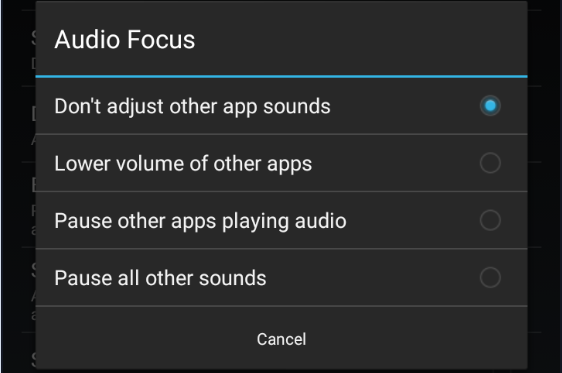 Audio Focus
Don't adjust other app sounds
Lower volume of other apps
Pause other apps playing audio
Pause all other sounds
Cancel